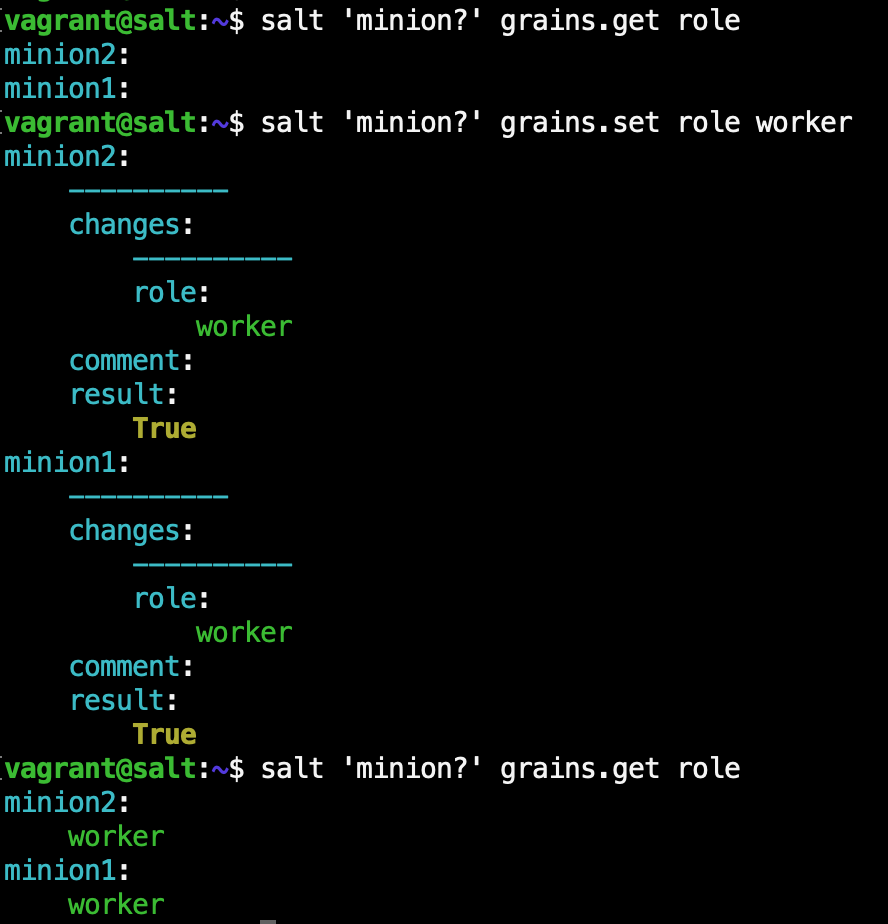 vagrant@salt:~$ salt 'minion?' grains.get role
minion2:
minion1:
vagrant@salt:~$ salt 'minion?' grains.set role worker
minion2:
    ----------
    changes:
        ----------
        role:
            worker
    comment:
    result:
        True
minion1:
    ----------
    changes:
        ----------
        role:
            worker
    comment:
    result:
        True
vagrant@salt:~$ salt 'minion?' grains.get role
minion2:
    worker
minion1:
    worker